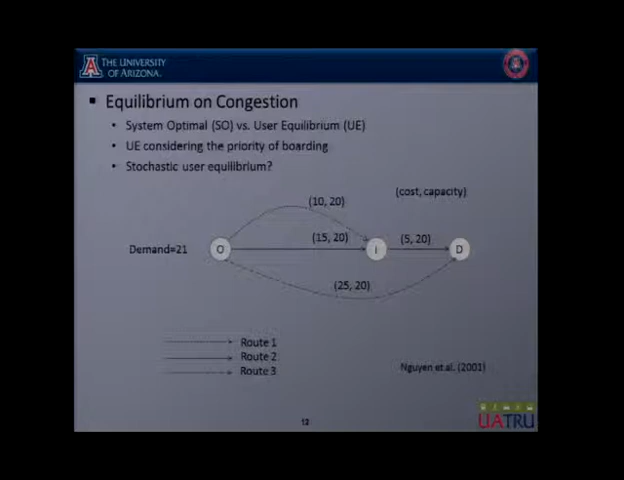 THE UNIVERSITY
OF ARIZONA.
Equilibrium on Congestion
System Optimal (SO) vs. User Equilibrium (UE)
UE considering the priority of boarding
Stochastic user equilibrium?
(cost, capacity)
(10, 20)
(15, 20)
(5, 20)
Demand=21
O
I
D
(25, 20)
Route 1
Route 2
Route 3
Nguyen et al. (2001)
12
UATRU